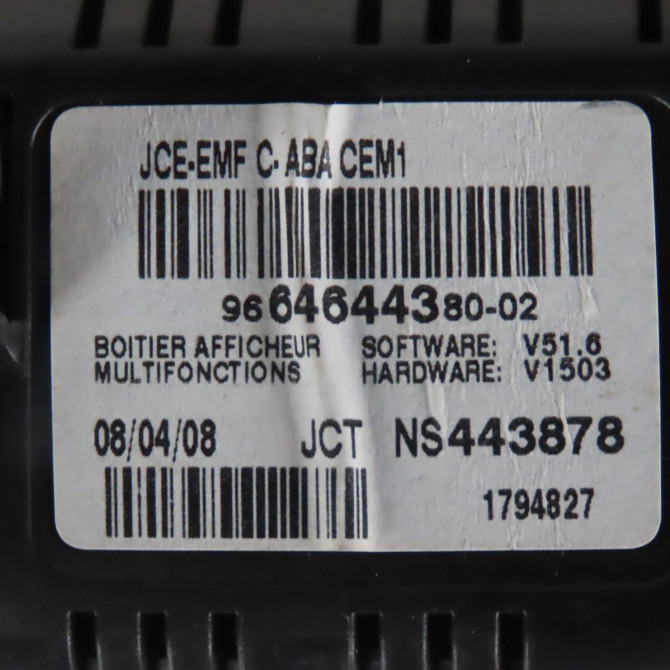 JCE-EMF C- ABA CEM1
9664644380-02
BOITIER AFFICHEUR SOFTWARE: V51.6
MULTIFONCTIONS HARDWARE: V1503
08/04/08 JCT NS443878
1794827